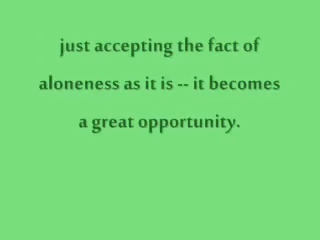 just accepting the fact of
aloneness as it is -- it becomes
a great opportunity.